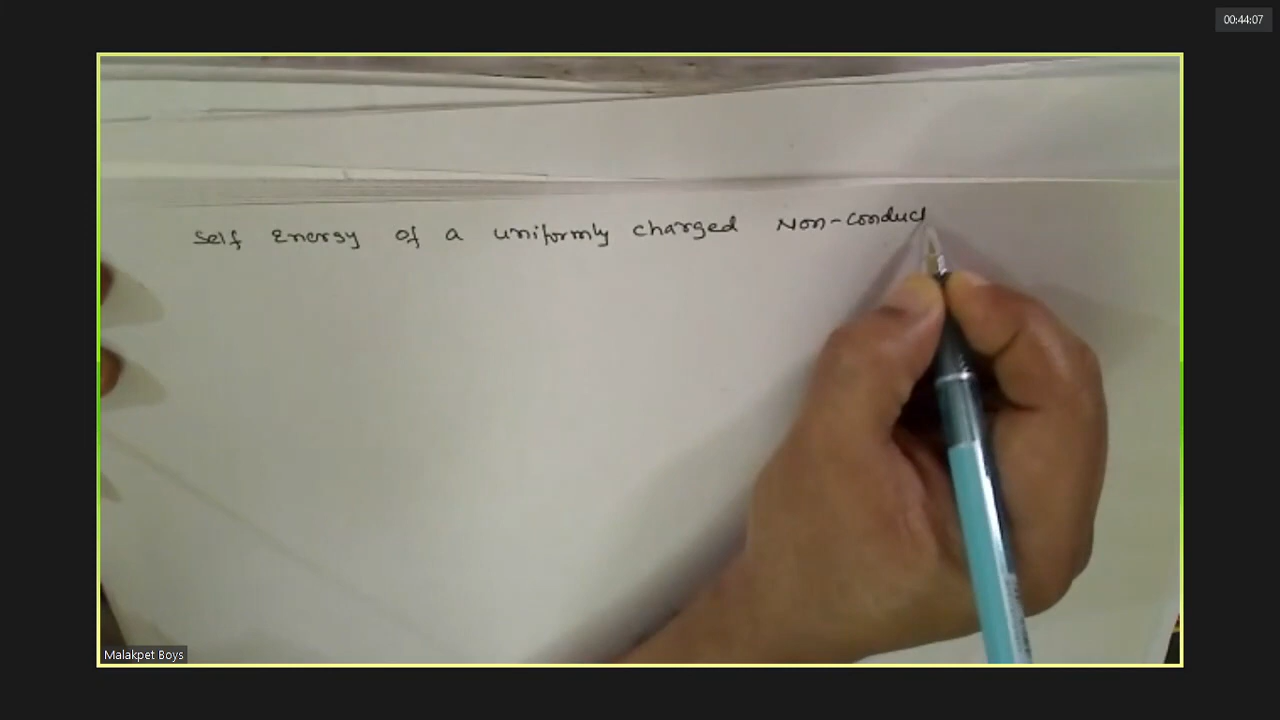 00:44:07
Self Energy of a uniformly charged Non-conduct
Malakpet Boys